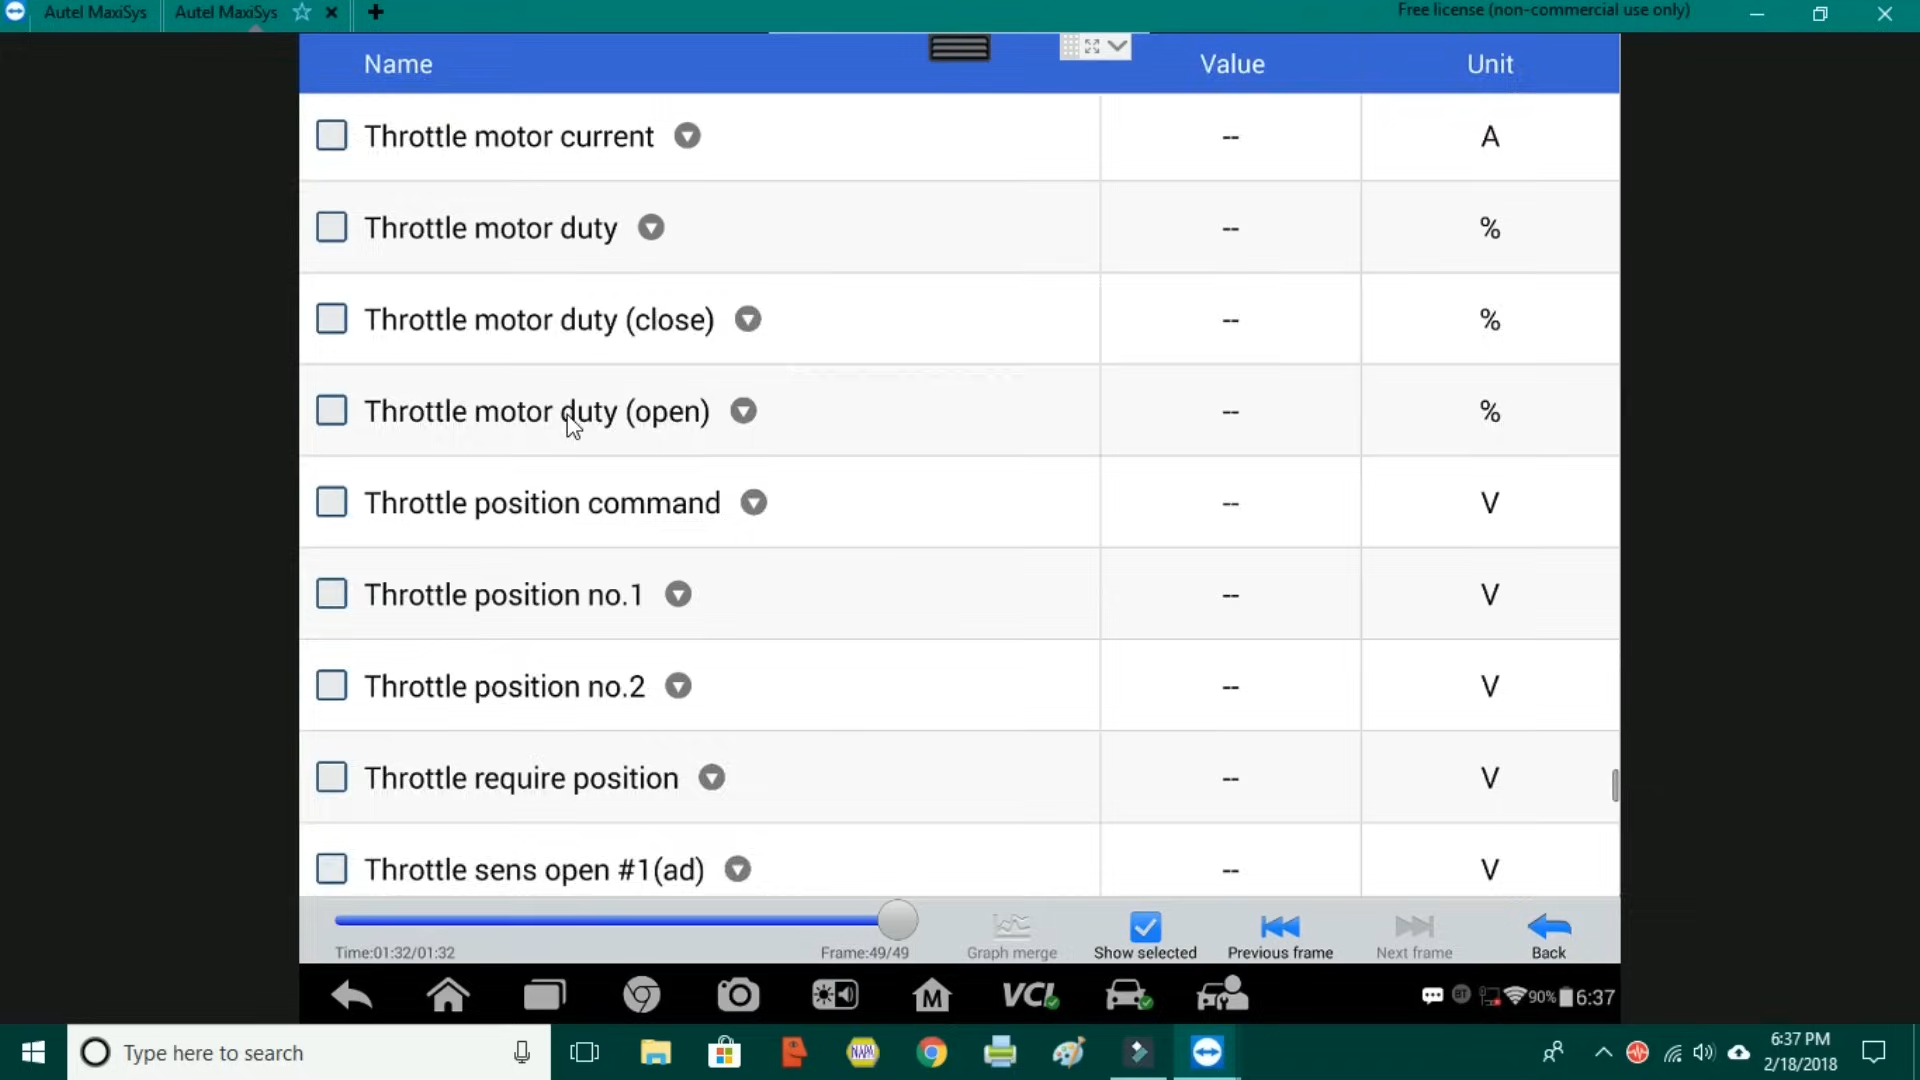 Autel MaxiSys
Autel MaxiSys
Free license (non-commercial use only)
Name Value Unit
Throttle motor current -- A
Throttle motor duty -- %
Throttle motor duty (close) -- %
Throttle motor duty (open) -- %
Throttle position command -- V
Throttle position no.1 -- V
Throttle position no.2 -- V
Throttle require position -- V
Throttle sens open #1(ad) -- V
Time:01:32/01:32 Frame:49/49 Graph merge Show selected Previous frame Next frame Back
M VCI BT 90% 6:37
Type here to search NAPA 6:37 PM
2/18/2018